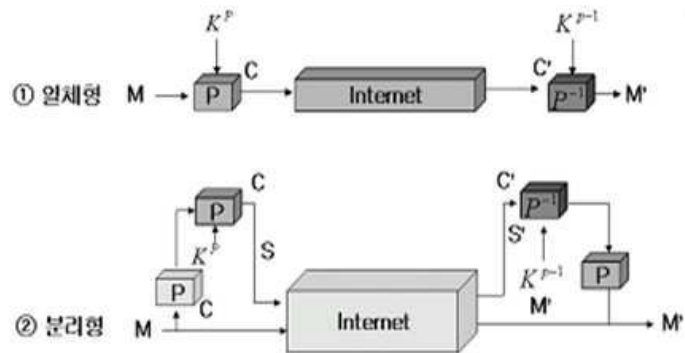 K^P K^{P-1}
① 일체형 M P C Internet C' P^{-1} M'
C C'
P P^{-1}
K^P S S' K^{P-1}
P C M' P
② 분리형 M Internet M'